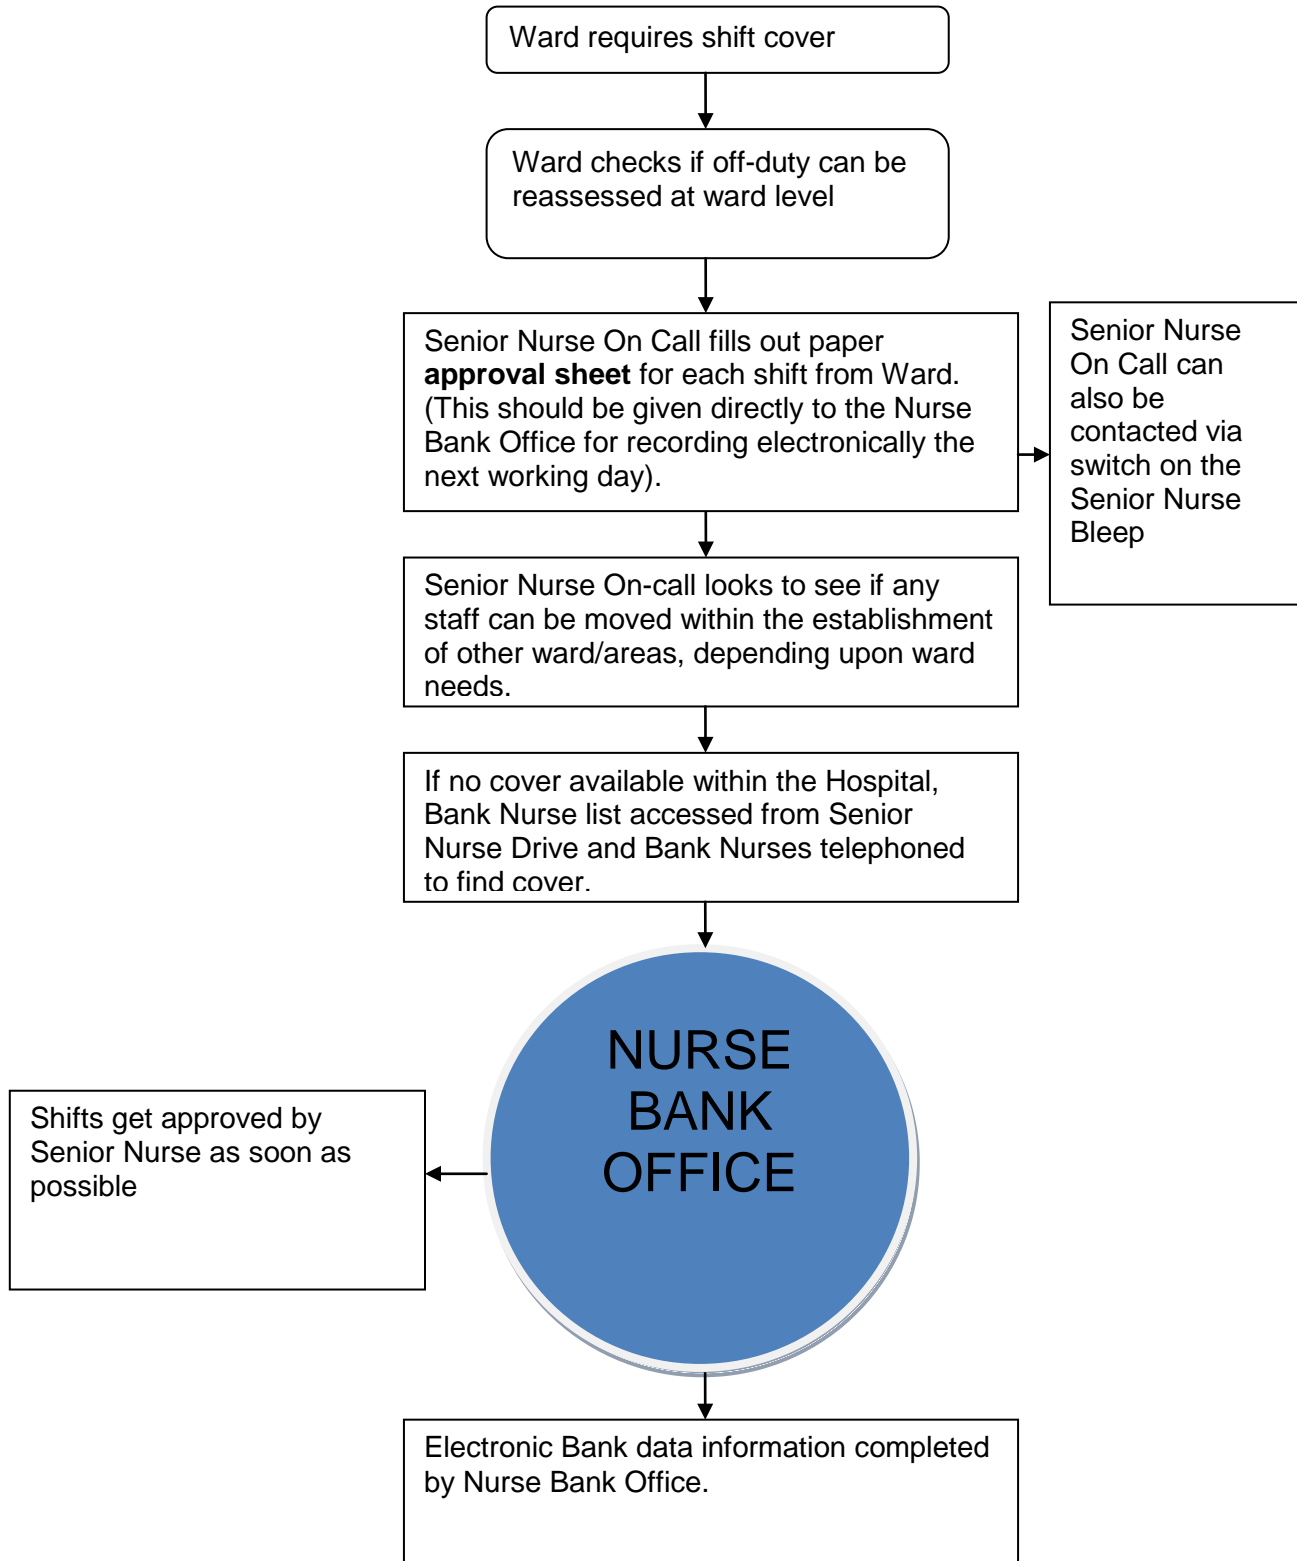 Ward requires shift cover
Ward checks if off-duty can be
reassessed at ward level
Senior Nurse On Call fills out paper
approval sheet for each shift from Ward.
(This should be given directly to the Nurse
Bank Office for recording electronically the
next working day).
Senior Nurse
On Call can
also be
contacted via
switch on the
Senior Nurse
Bleep
Senior Nurse On-call looks to see if any
staff can be moved within the establishment
of other ward/areas, depending upon ward
needs.
If no cover available within the Hospital,
Bank Nurse list accessed from Senior
Nurse Drive and Bank Nurses telephoned
to find cover.
NURSE
BANK
OFFICE
Shifts get approved by
Senior Nurse as soon as
possible
Electronic Bank data information completed
by Nurse Bank Office.